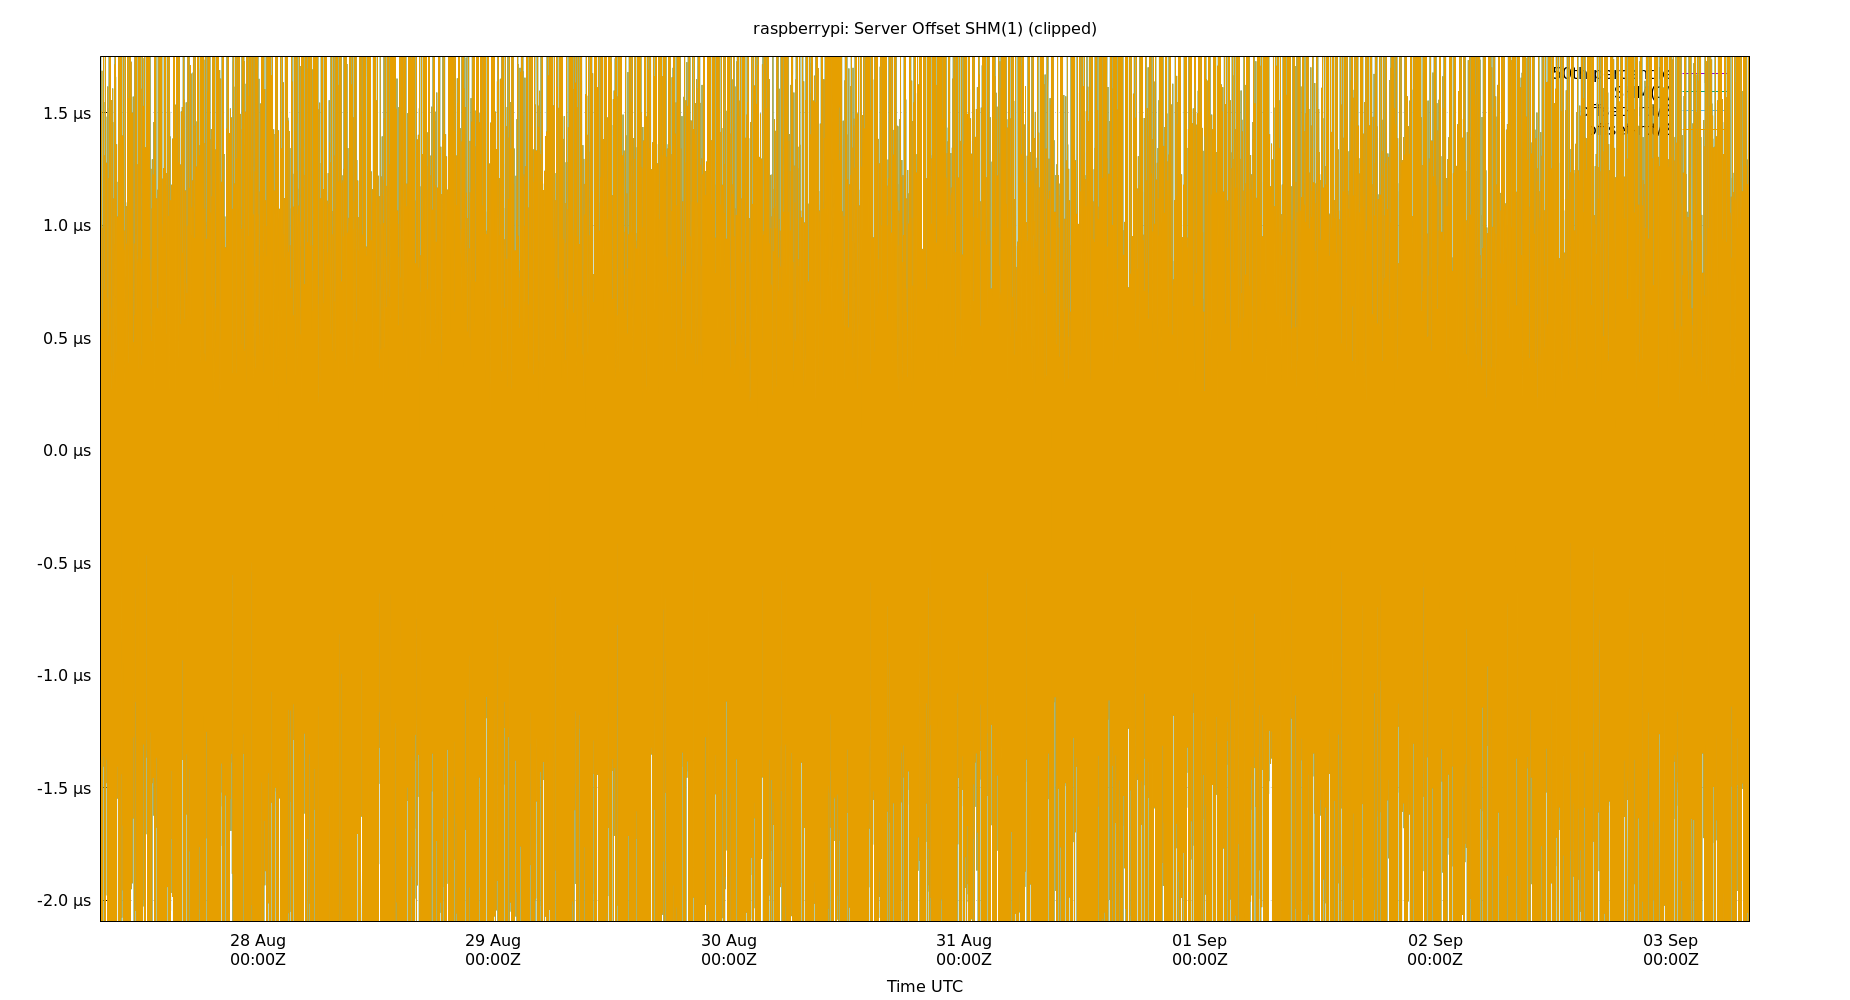 raspberrypi: Server Offset SHM(1) (clipped)
1.5 µs
1.0 µs
0.5 µs
0.0 µs
-0.5 µs
-1.0 µs
-1.5 µs
-2.0 µs
28 Aug 29 Aug 30 Aug 31 Aug 01 Sep 02 Sep 03 Sep
00:00Z 00:00Z 00:00Z 00:00Z 00:00Z 00:00Z 00:00Z
Time UTC